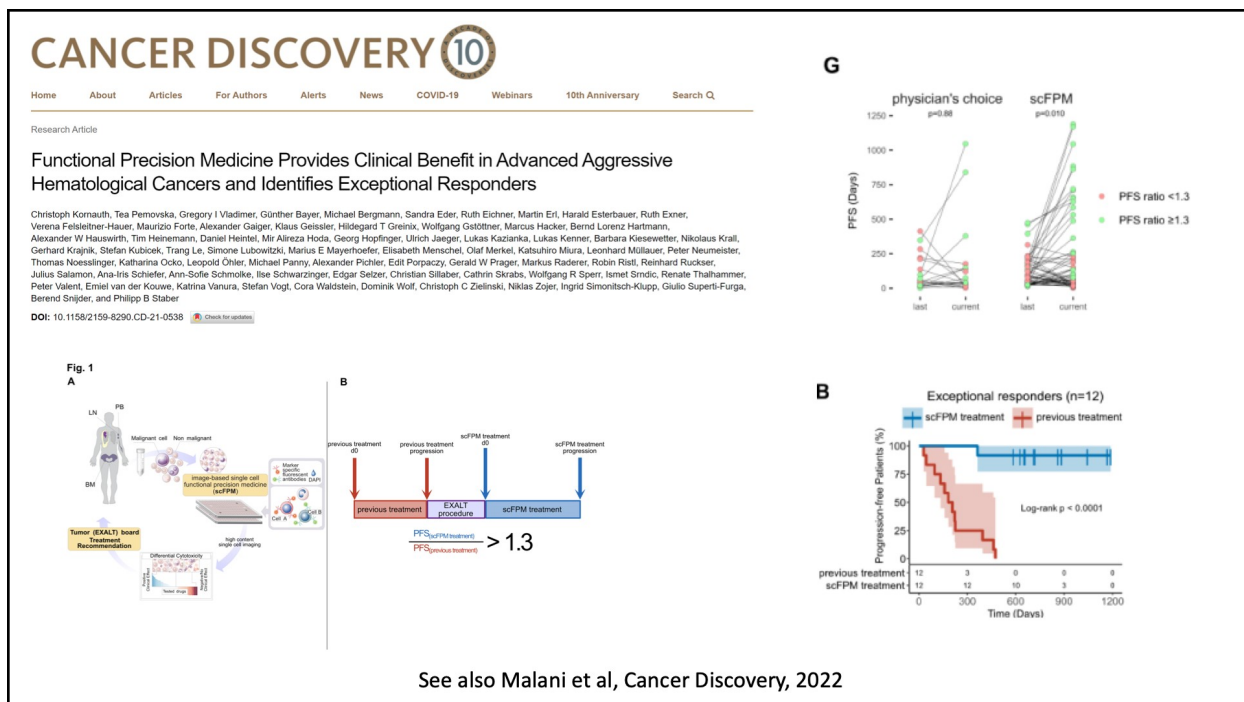 CANCER DISCOVERY 10
A DECADE OF DISCOVERIES
Home About Articles For Authors Alerts News COVID-19 Webinars 10th Anniversary Search
Research Article
Functional Precision Medicine Provides Clinical Benefit in Advanced Aggressive
Hematological Cancers and Identifies Exceptional Responders
Christoph Kornauth, Tea Pemovska, Gregory I Vladimer, Günther Bayer, Michael Bergmann, Sandra Eder, Ruth Eichner, Martin Erl, Harald Esterbauer, Ruth Exner,
Verena Felsleitner-Hauer, Maurizio Forte, Alexander Gaiger, Klaus Geissler, Hildegard T Greinix, Wolfgang Gstöttner, Marcus Hacker, Bernd Lorenz Hartmann,
Alexander W Hauswirth, Tim Heinemann, Daniel Heintel, Mir Alireza Hoda, Georg Hopfinger, Ulrich Jaeger, Lukas Kazianka, Lukas Kenner, Barbara Kiesewetter, Nikolaus Krall,
Gerhard Krajnik, Stefan Kubicek, Trang Le, Simone Lubowitzki, Marius E Mayerhoefer, Elisabeth Menschel, Olaf Merkel, Katsuhiro Miura, Leonhard Müllauer, Peter Neumeister,
Thomas Noesslinger, Katharina Ocko, Leopold Öhler, Michael Panny, Alexander Pichler, Edit Porpaczy, Gerald W Prager, Markus Raderer, Robin Ristl, Reinhard Ruckser,
Julius Salamon, Ana-Iris Schiefer, Ann-Sofie Schmolke, Ilse Schwarzinger, Edgar Selzer, Christian Sillaber, Cathrin Skrabs, Wolfgang R Sperr, Ismet Srndic, Renate Thalhammer,
Peter Valent, Emiel van der Kouwe, Katrina Vanura, Stefan Vogt, Cora Waldstein, Dominik Wolf, Christoph C Zielinski, Niklas Zojer, Ingrid Simonitsch-Klupp, Giulio Superti-Furga,
Berend Snijder, and Philipp B Staber
DOI: 10.1158/2159-8290.CD-21-0538 Check for updates
Fig. 1
A
LN
PB
BM
Malignant cell
Non malignant
image-based single cell
functional precision medicine
(scFPM)
Marker
specific
fluorescent
antibodies
DAPI
Cell A
Cell B
high content
single cell imaging
Tumor (EXALT) board
Treatment
Recommendation
Differential Cytotoxicity
Tested drugs
B
previous treatment
d0
previous treatment
progression
scFPM treatment
d0
scFPM treatment
progression
previous treatment
EXALT
procedure
scFPM treatment
PFS(scFPM treatment)
PFS(previous treatment)
> 1.3
G
physician's choice
p=0.88
scFPM
p=0.010
PFS (Days)
1250
1000
750
500
250
0
last current last current
PFS ratio <1.3
PFS ratio ≥1.3
B
Exceptional responders (n=12)
scFPM treatment previous treatment
Progression-free Patients (%)
100
75
50
25
0
Log-rank p < 0.0001
previous treatment 12 3 0 0 0
scFPM treatment 12 12 10 3 0
0 300 600 900 1200
Time (Days)
See also Malani et al, Cancer Discovery, 2022